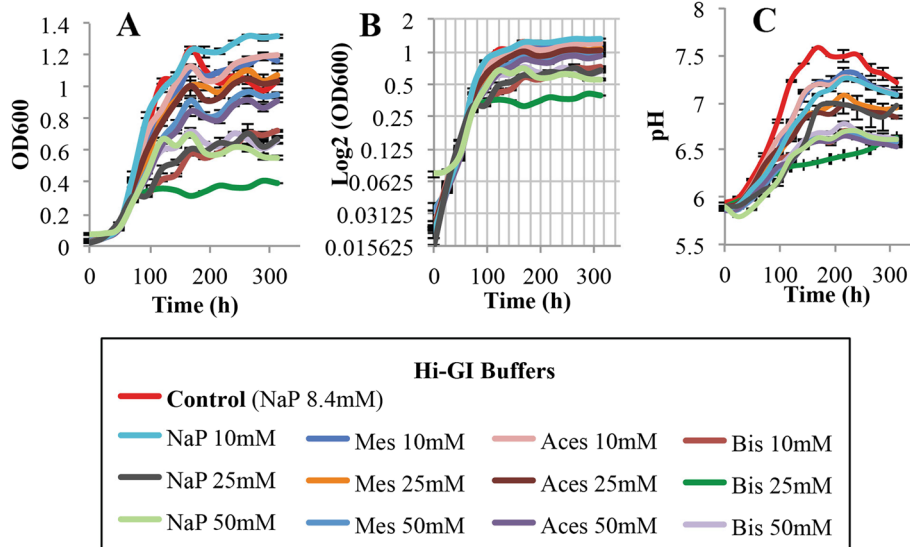 A
OD600
1.4
1.2
1
0.8
0.6
0.4
0.2
0
0
100
200
300
Time (h)
B
Log2 (OD600)
2
1
0.5
0.25
0.125
0.0625
0.03125
0.015625
0
100
200
300
Time (h)
C
pH
8
7.5
7
6.5
6
5.5
0
100
200
300
Time (h)
Hi-GI Buffers
Control (NaP 8.4mM)
NaP 10mM Mes 10mM Aces 10mM Bis 10mM
NaP 25mM Mes 25mM Aces 25mM Bis 25mM
NaP 50mM Mes 50mM Aces 50mM Bis 50mM